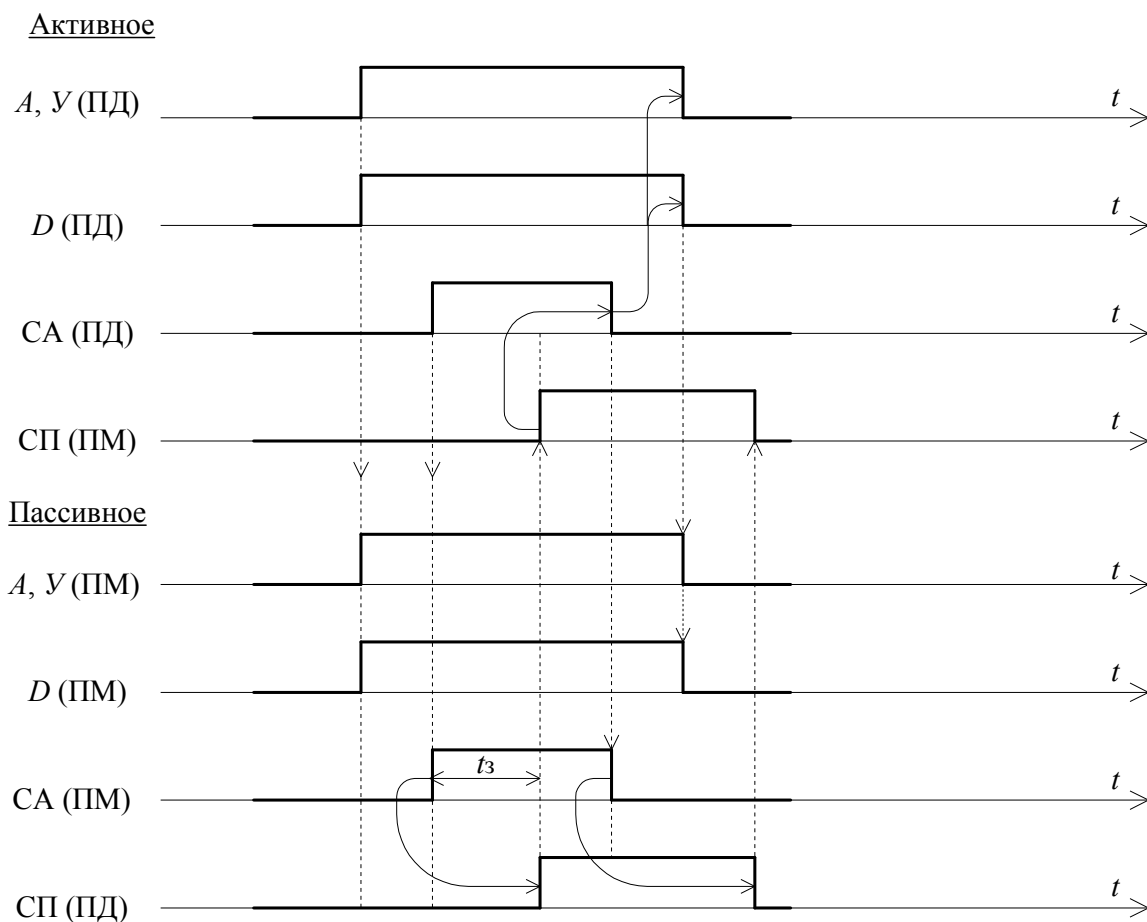 Активное
А, У (ПД)
t
D (ПД)
t
СА (ПД)
t
СП (ПМ)
t
Пассивное
А, У (ПМ)
t
D (ПМ)
t
tз
СА (ПМ)
t
СП (ПД)
t